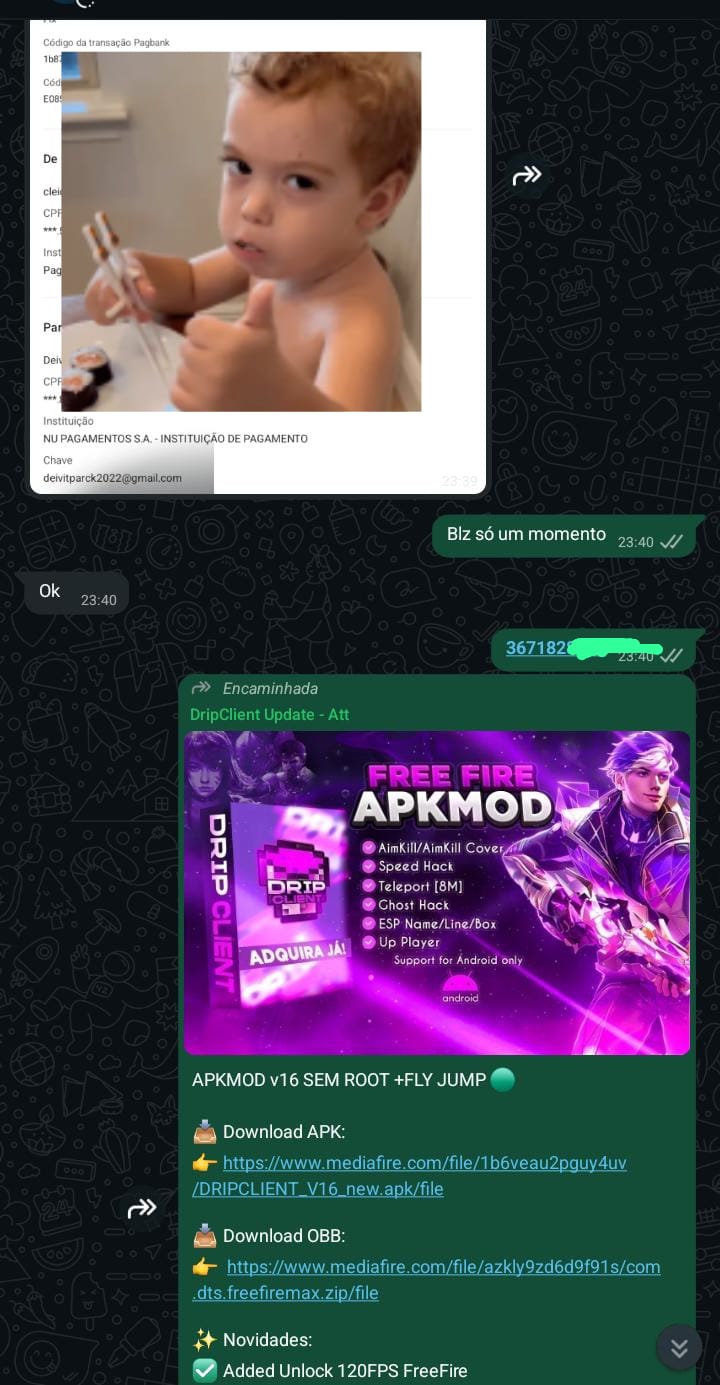 Código da transação Pagbank
1b8
Cód
E085
De
clei
CPF
Inst
Pag
Par
Deiv
CPF
Instituição
NU PAGAMENTOS S.A. - INSTITUIÇÃO DE PAGAMENTO
Chave
deivitparck2022@gmail.com
23:39
Blz só um momento 23:40
Ok 23:40
367182
23:40
Encaminhada
DripClient Update - Att
FREE FIRE
APKMOD
DRIP CLIENT
DRIP
CLIENT
ADQUIRA JÁ!
AimKill/AimKill Cover
Speed Hack
Teleport [8M]
Ghost Hack
ESP Name/Line/Box
Up Player
Support for Android only
android
APKMOD v16 SEM ROOT +FLY JUMP
📥 Download APK:
👉 https://www.mediafire.com/file/1b6veau2pguy4uv
/DRIPCLIENT_V16_new.apk/file
📥 Download OBB:
👉 https://www.mediafire.com/file/azkly9zd6d9f91s/com
.dts.freefiremax.zip/file
✨ Novidades:
✅ Added Unlock 120FPS FreeFire